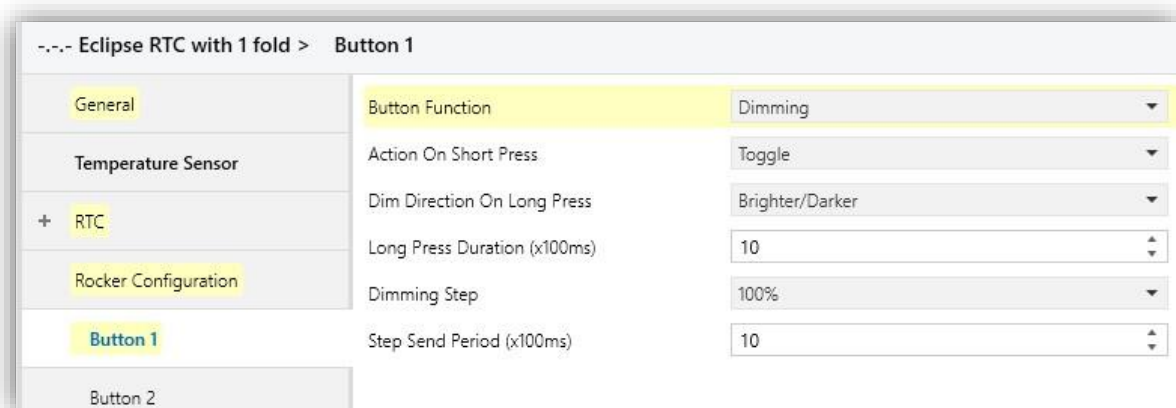 -.-.- Eclipse RTC with 1 fold > Button 1
General
Temperature Sensor
+ RTC
Rocker Configuration
Button 1
Button 2
Button Function Dimming
Action On Short Press Toggle
Dim Direction On Long Press Brighter/Darker
Long Press Duration (x100ms) 10
Dimming Step 100%
Step Send Period (x100ms) 10